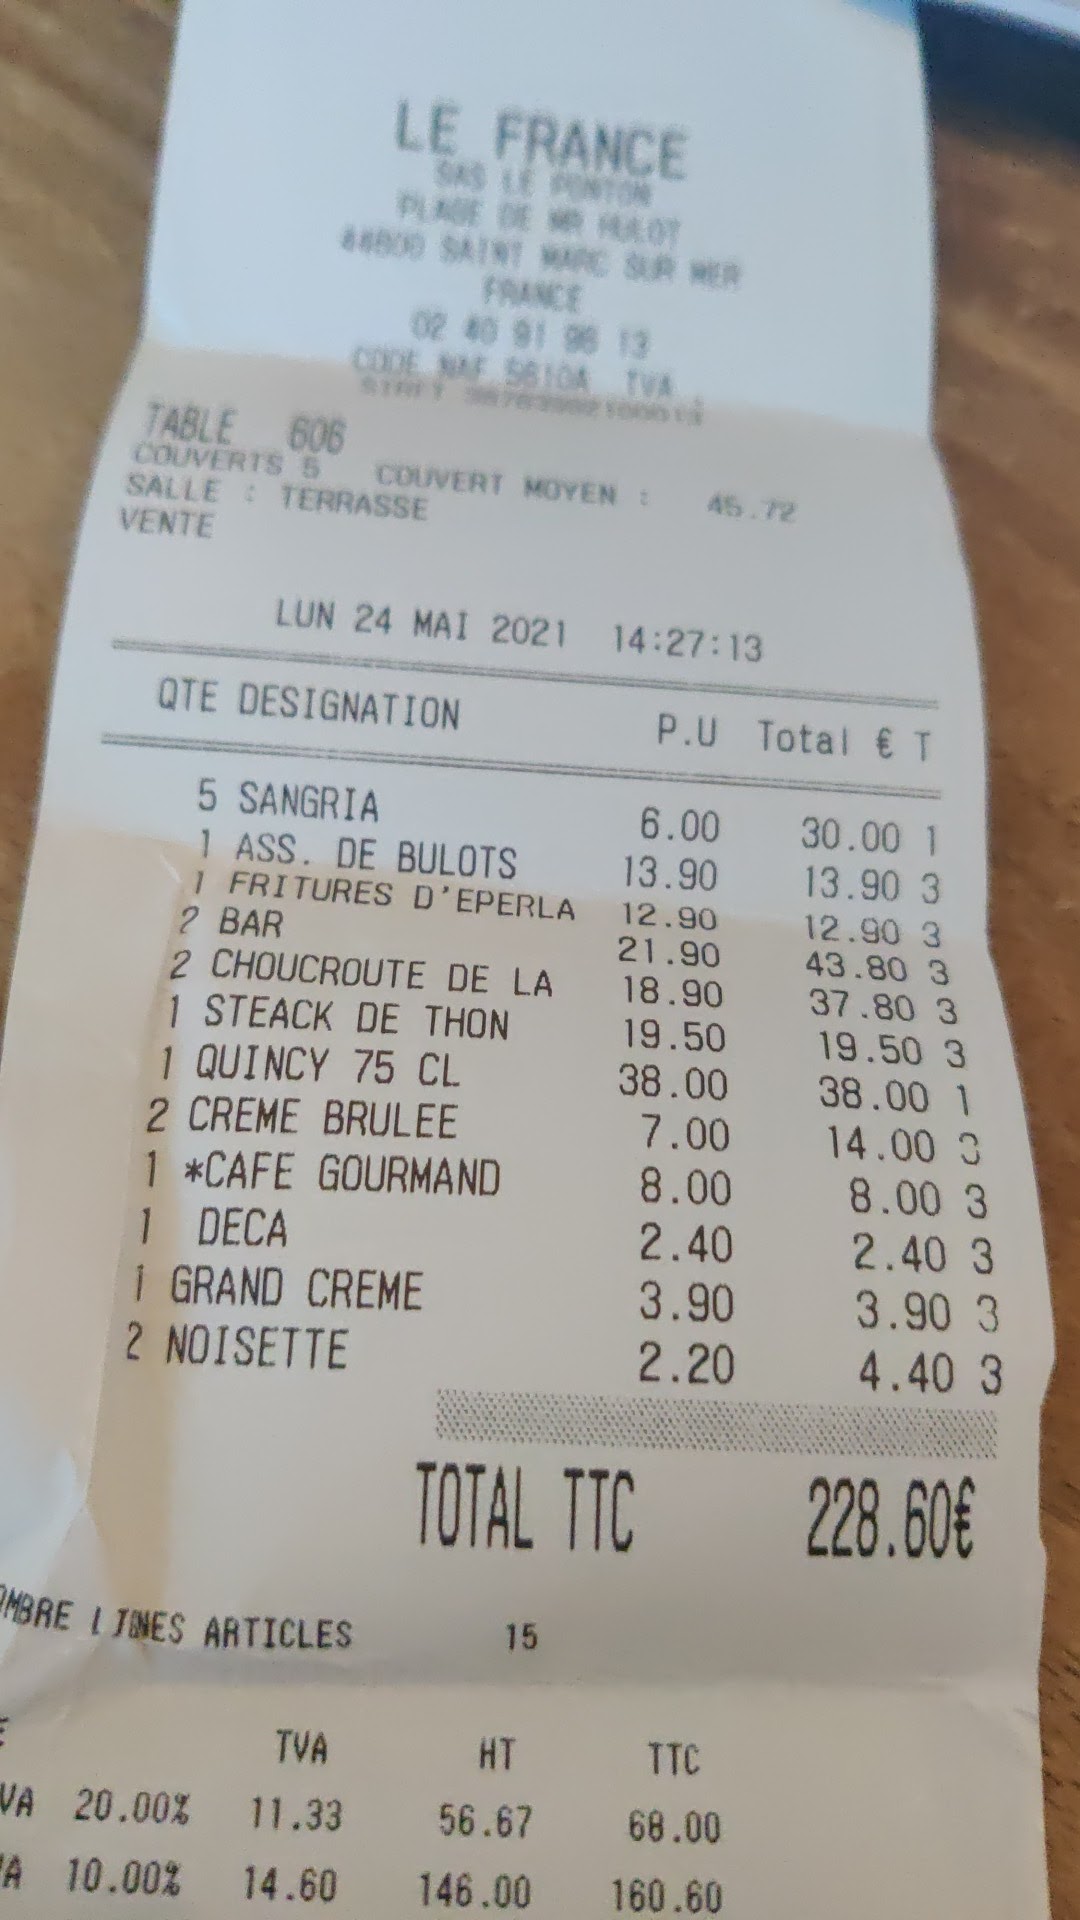 LE FRANCE
SAS LE PONTON
PLAGE DE MR HULOT
44600 SAINT MARC SUR MER
FRANCE
02 40 91 96 13
CODE NAF 5610A TVA :
SIRET
TABLE 606
COUVERTS 5 COUVERT MOYEN : 45.72
SALLE : TERRASSE
VENTE
LUN 24 MAI 2021 14:27:13
QTE DESIGNATION P.U Total € T
5 SANGRIA 6.00 30.00 1
1 ASS. DE BULOTS 13.90 13.90 3
1 FRITURES D'EPERLA 12.90 12.90 3
2 BAR 21.90 43.80 3
2 CHOUCROUTE DE LA 18.90 37.80 3
1 STEACK DE THON 19.50 19.50 3
1 QUINCY 75 CL 38.00 38.00 1
2 CREME BRULEE 7.00 14.00 3
1 *CAFE GOURMAND 8.00 8.00 3
1 DECA 2.40 2.40 3
1 GRAND CREME 3.90 3.90 3
2 NOISETTE 2.20 4.40 3
TOTAL TTC 228.60€
OMBRE LIGNES ARTICLES 15
E TVA HT TTC
VA 20.00% 11.33 56.67 68.00
VA 10.00% 14.60 146.00 160.60